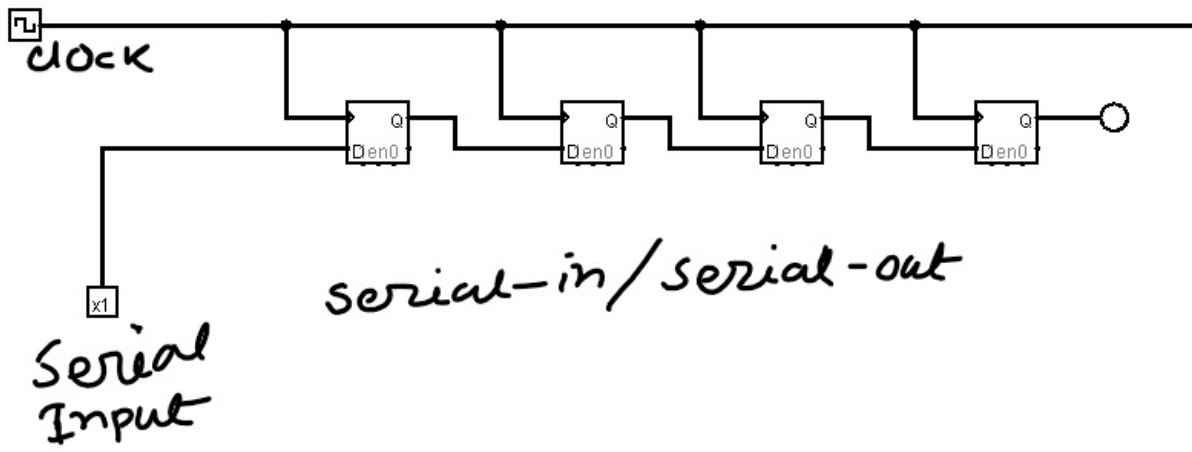 clock
Q Q Q Q
Den0 Den0 Den0 Den0
x1
serial-in/serial-out
Serial
Input